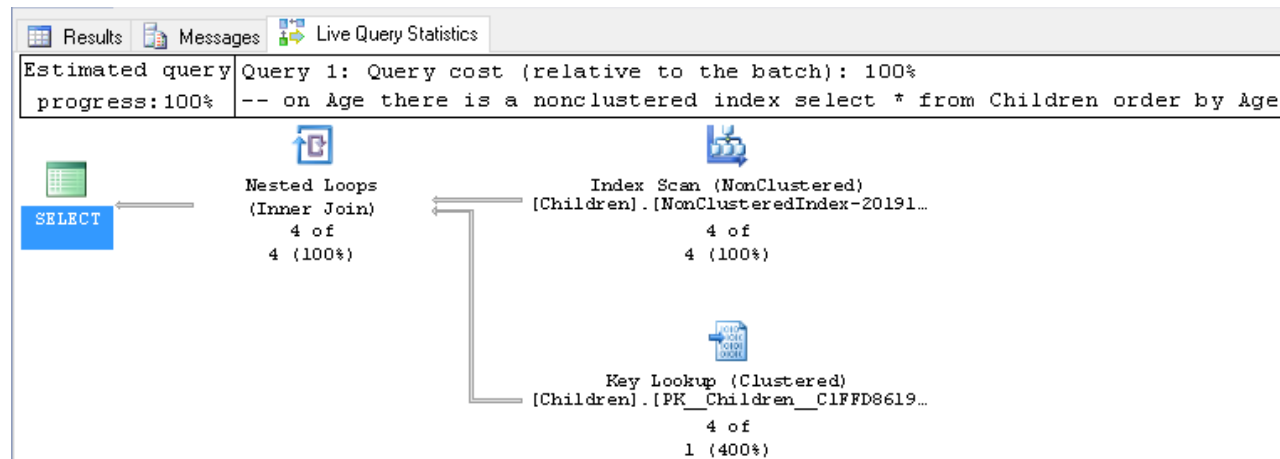 Results Messages Live Query Statistics
Estimated query Query 1: Query cost (relative to the batch): 100%
progress:100% -- on Age there is a nonclustered index select * from Children order by Age
SELECT
Nested Loops
(Inner Join)
4 of
4 (100%)
Index Scan (NonClustered)
[Children].[NonClusteredIndex-20191…
4 of
4 (100%)
Key Lookup (Clustered)
[Children].[PK__Children__C1FFD8619…
4 of
1 (400%)